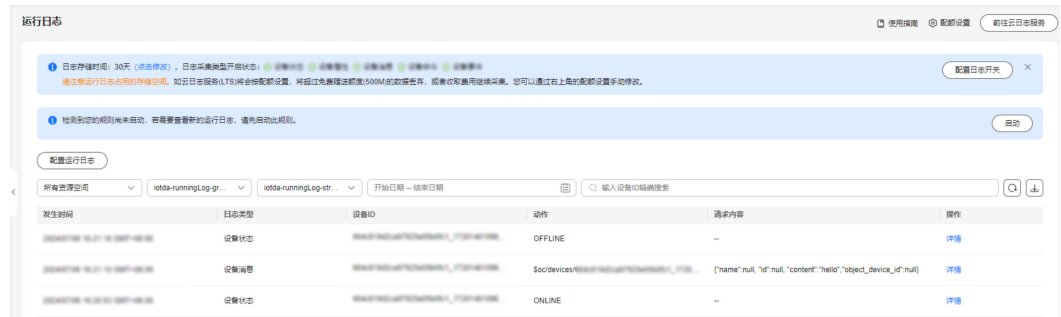 运行日志
使用指南 配额设置 前往云日志服务
日志存储时间：30天（点击修改），日志采集类型开启状态：
请注意运行日志占用的存储空间。如云日志服务(LTS)将会按配额设置，将超过免费赠送额度(500M)的数据丢弃，或者收取费用继续采集。您可以通过右上角的配额设置手动修改。
配置日志开关
检测到您的规则尚未启动，若需要查看新的运行日志，请先启动此规则。
启动
配置运行日志
所有资源空间 iotda-runningLog-gr... iotda-runningLog-str... 开始日期 – 结束日期 输入设备ID精确搜索
发生时间 日志类型 设备ID 动作 请求内容 操作
设备状态 OFFLINE -- 详情
设备消息 $oc/devices/ {"name":null, "id":null, "content":"hello","object_device_id":null} 详情
设备状态 ONLINE -- 详情